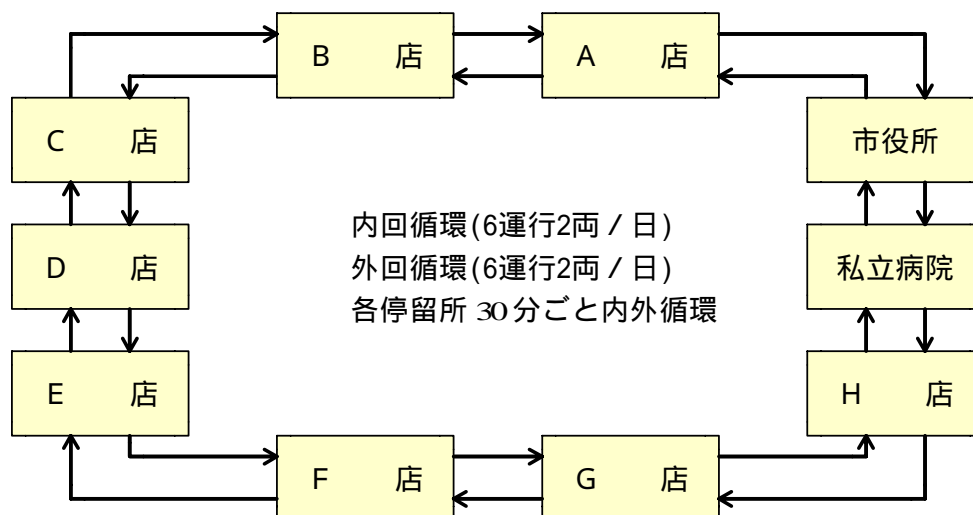 B 店
A 店
C 店
市役所
D 店
私立病院
E 店
H 店
F 店
G 店
内回循環(6運行2両／日)
外回循環(6運行2両／日)
各停留所 30分ごと内外循環